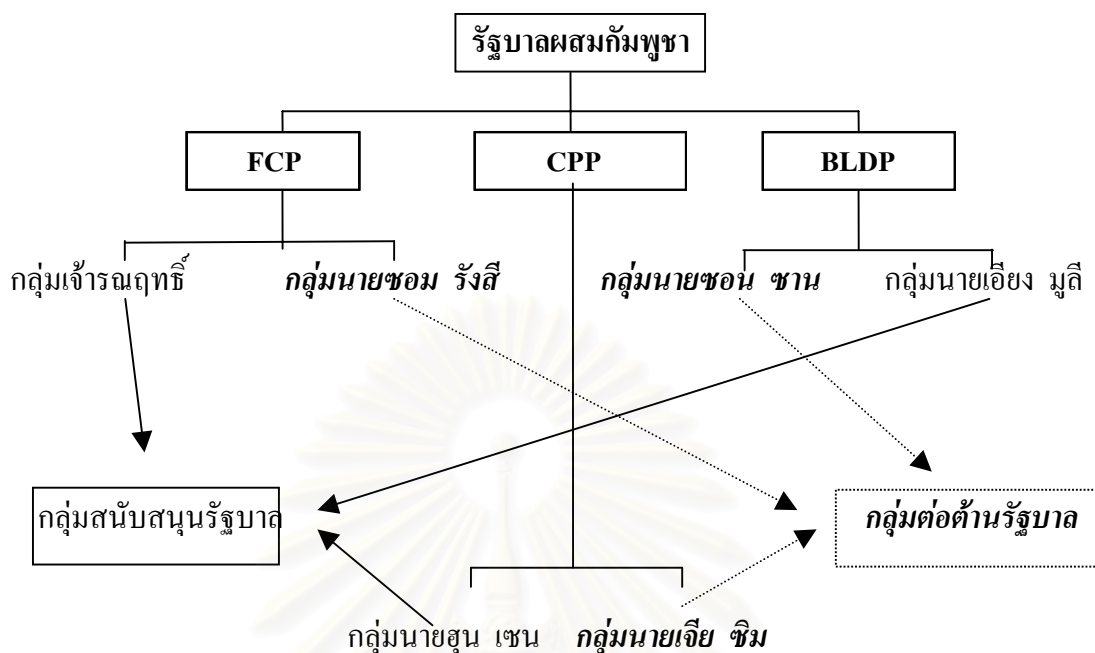 รัฐบาลผสมกัมพูชา
FCP CPP BLDP
กลุ่มเจ้ารณฤทธิ์ กลุ่มนายซอม รังสี กลุ่มนายซอน ซาน กลุ่มนายเอียง มูลี
กลุ่มสนับสนุนรัฐบาล กลุ่มต่อต้านรัฐบาล
กลุ่มนายฮุน เซน กลุ่มนายเจีย ซิม